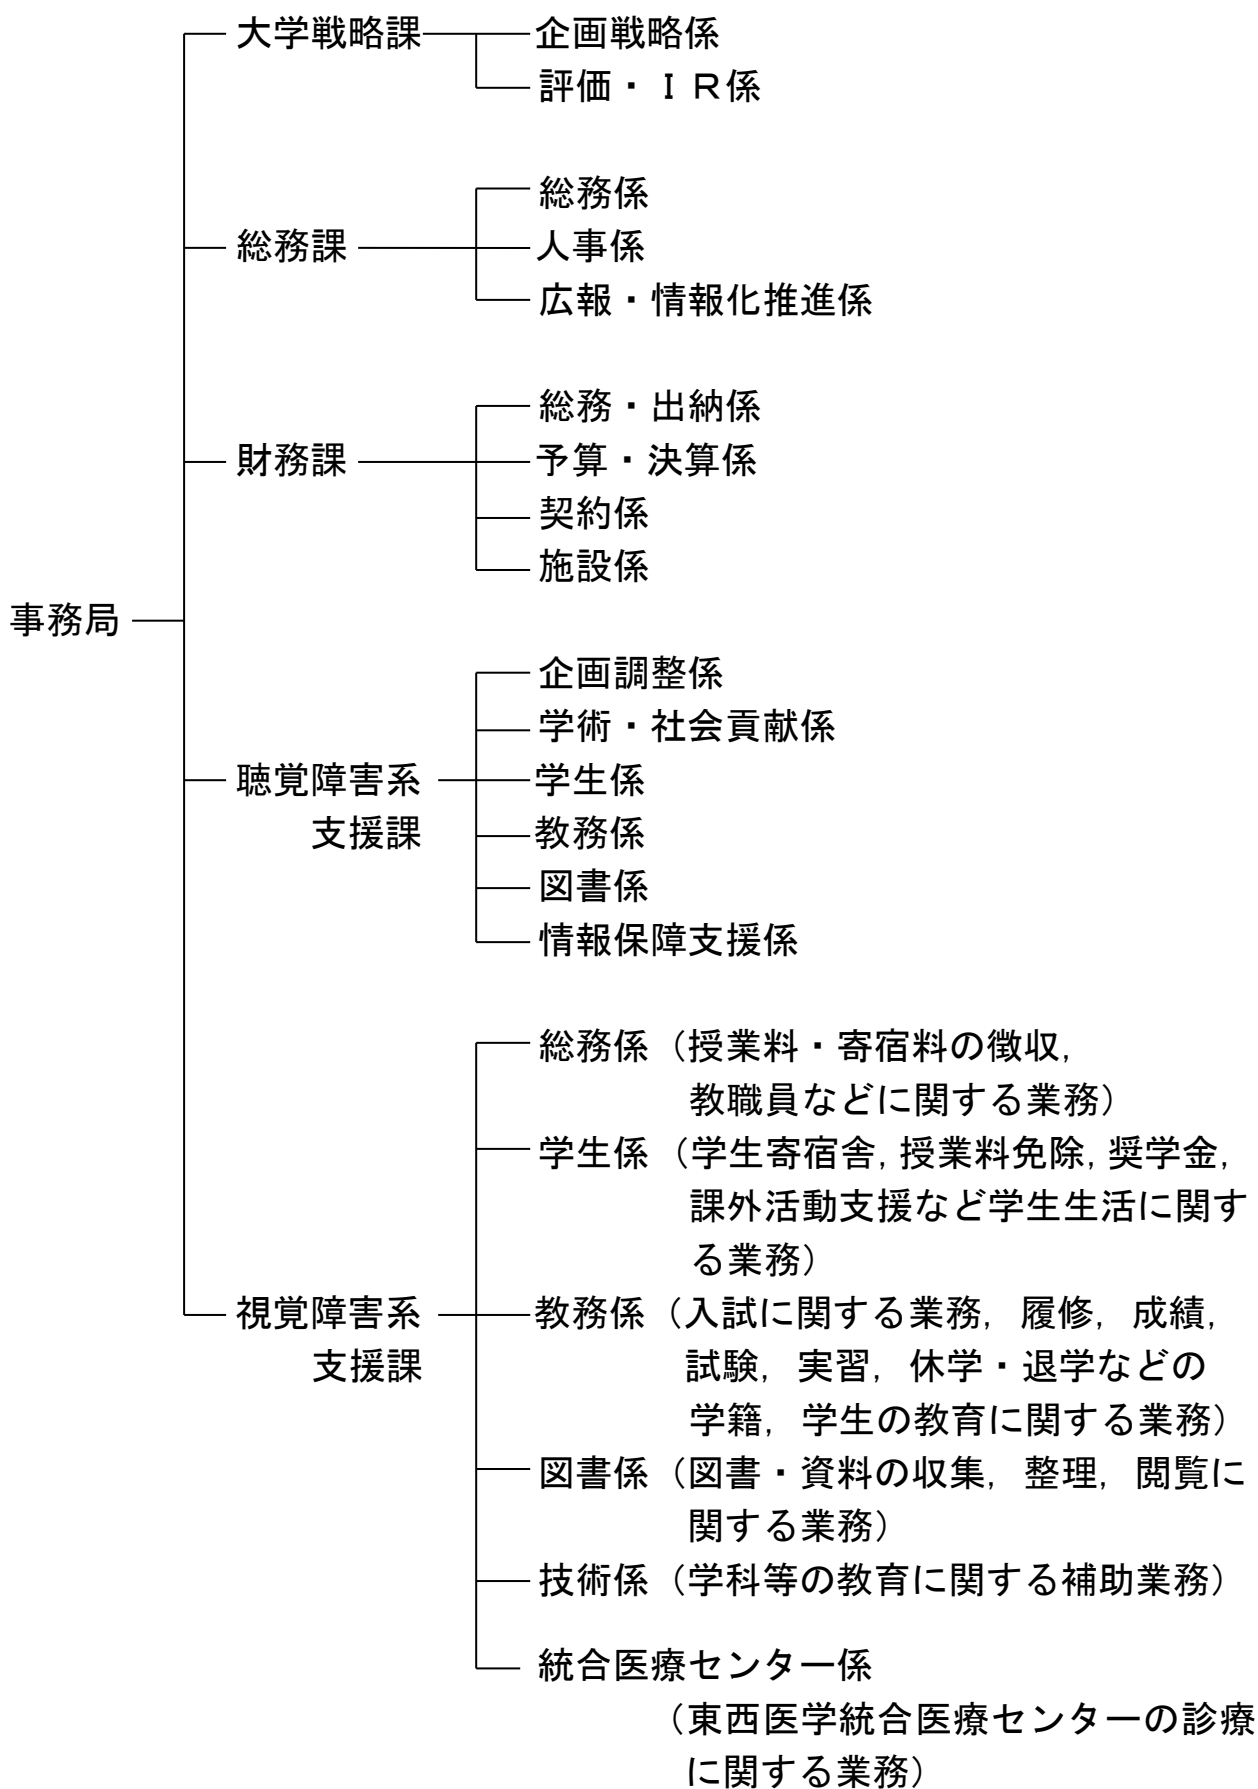 大学戦略課
企画戦略係
評価・ＩＲ係
総務係
総務課
人事係
広報・情報化推進係
総務・出納係
財務課
予算・決算係
契約係
施設係
事務局
企画調整係
学術・社会貢献係
聴覚障害系
支援課
学生係
教務係
図書係
情報保障支援係
総務係（授業料・寄宿料の徴収，
教職員などに関する業務）
学生係（学生寄宿舎，授業料免除，奨学金，
課外活動支援など学生生活に関す
る業務）
視覚障害系
支援課
教務係（入試に関する業務，履修，成績，
試験，実習，休学・退学などの
学籍，学生の教育に関する業務）
図書係（図書・資料の収集，整理，閲覧に
関する業務）
技術係（学科等の教育に関する補助業務）
統合医療センター係
（東西医学統合医療センターの診療
に関する業務）